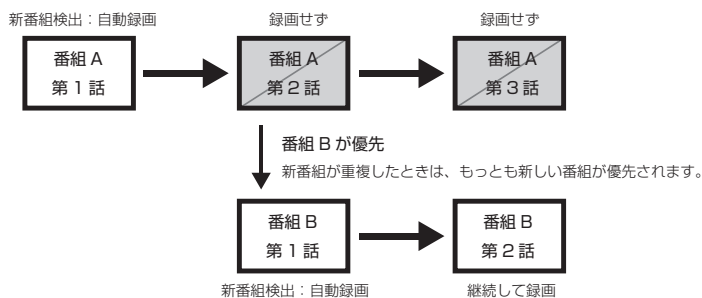 新番組検出：自動録画
録画せず
録画せず
番組 A
第 1 話
番組 A
第 2 話
番組 A
第 3 話
番組 B が優先
新番組が重複したときは、もっとも新しい番組が優先されます。
番組 B
第 1 話
番組 B
第 2 話
新番組検出：自動録画
継続して録画